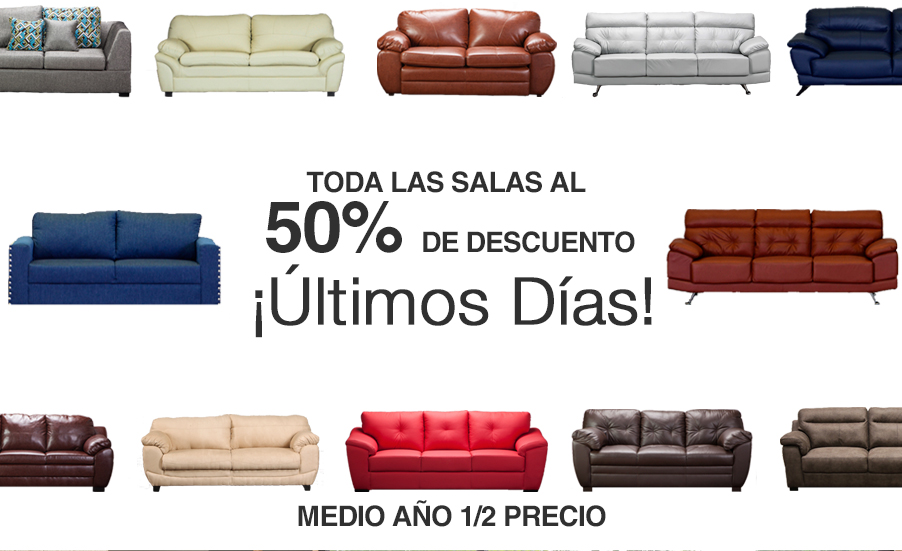 TODA LAS SALAS AL
50% DE DESCUENTO
¡Últimos Días!
MEDIO AÑO 1/2 PRECIO